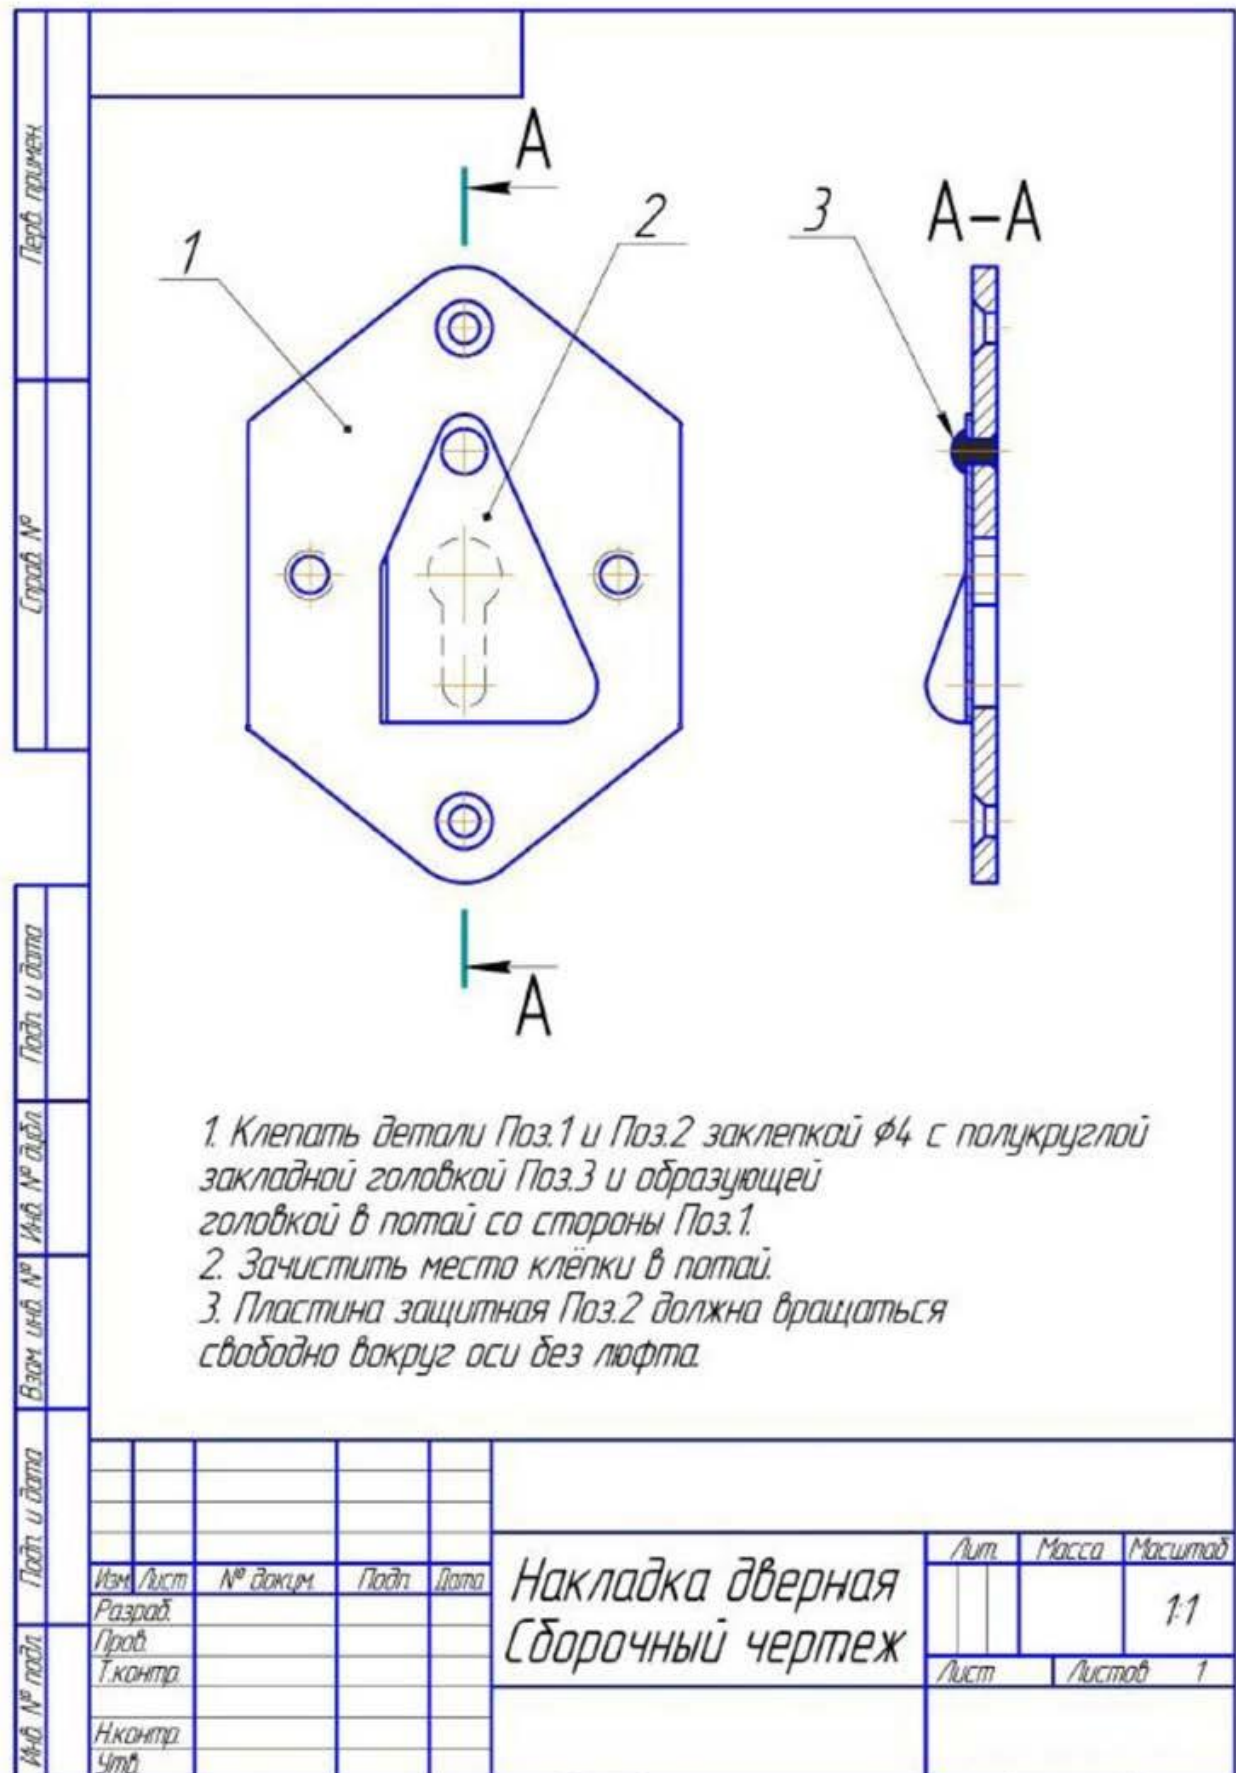 А
2
3
А-А
1
А
1. Клепать детали Поз.1 и Поз.2 заклепкой ϕ4 с полукруглой
закладной головкой Поз.3 и образующей
головкой в потай со стороны Поз.1.
2. Зачистить место клёпки в потай.
3. Пластина защитная Поз.2 должна вращаться
свободно вокруг оси без люфта.
Перв. примен.
Справ. №
Подп. и дата
Инв. № дубл.
Взам. инв. №
Подп. и дата
Инв. № подл.
Изм. Лист № докум. Подп. Дата
Разраб.
Пров.
Т.контр.
Н.контр.
Утв.
Накладка дверная
Сборочный чертеж
Лит. Масса Масштаб
1:1
Лист Листов 1